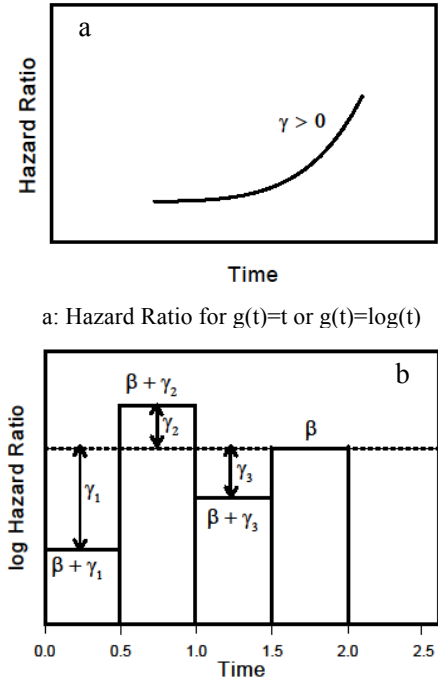 a
Hazard Ratio
γ > 0
Time
a: Hazard Ratio for g(t)=t or g(t)=log(t)
b
log Hazard Ratio
β + γ₂
γ₂
β
γ₁
γ₃
β + γ₃
β + γ₁
0.0 0.5 1.0 1.5 2.0 2.5
Time